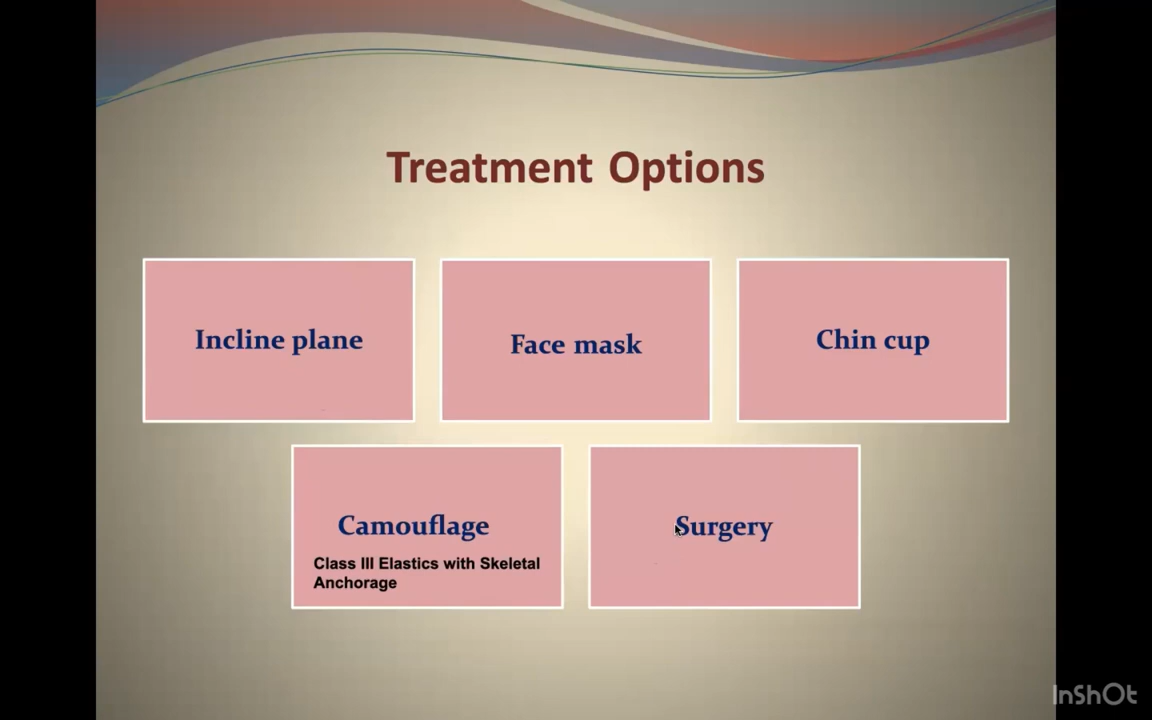 Treatment Options
Incline plane
Face mask
Chin cup
Camouflage
Class III Elastics with Skeletal
Anchorage
Surgery
InShOt